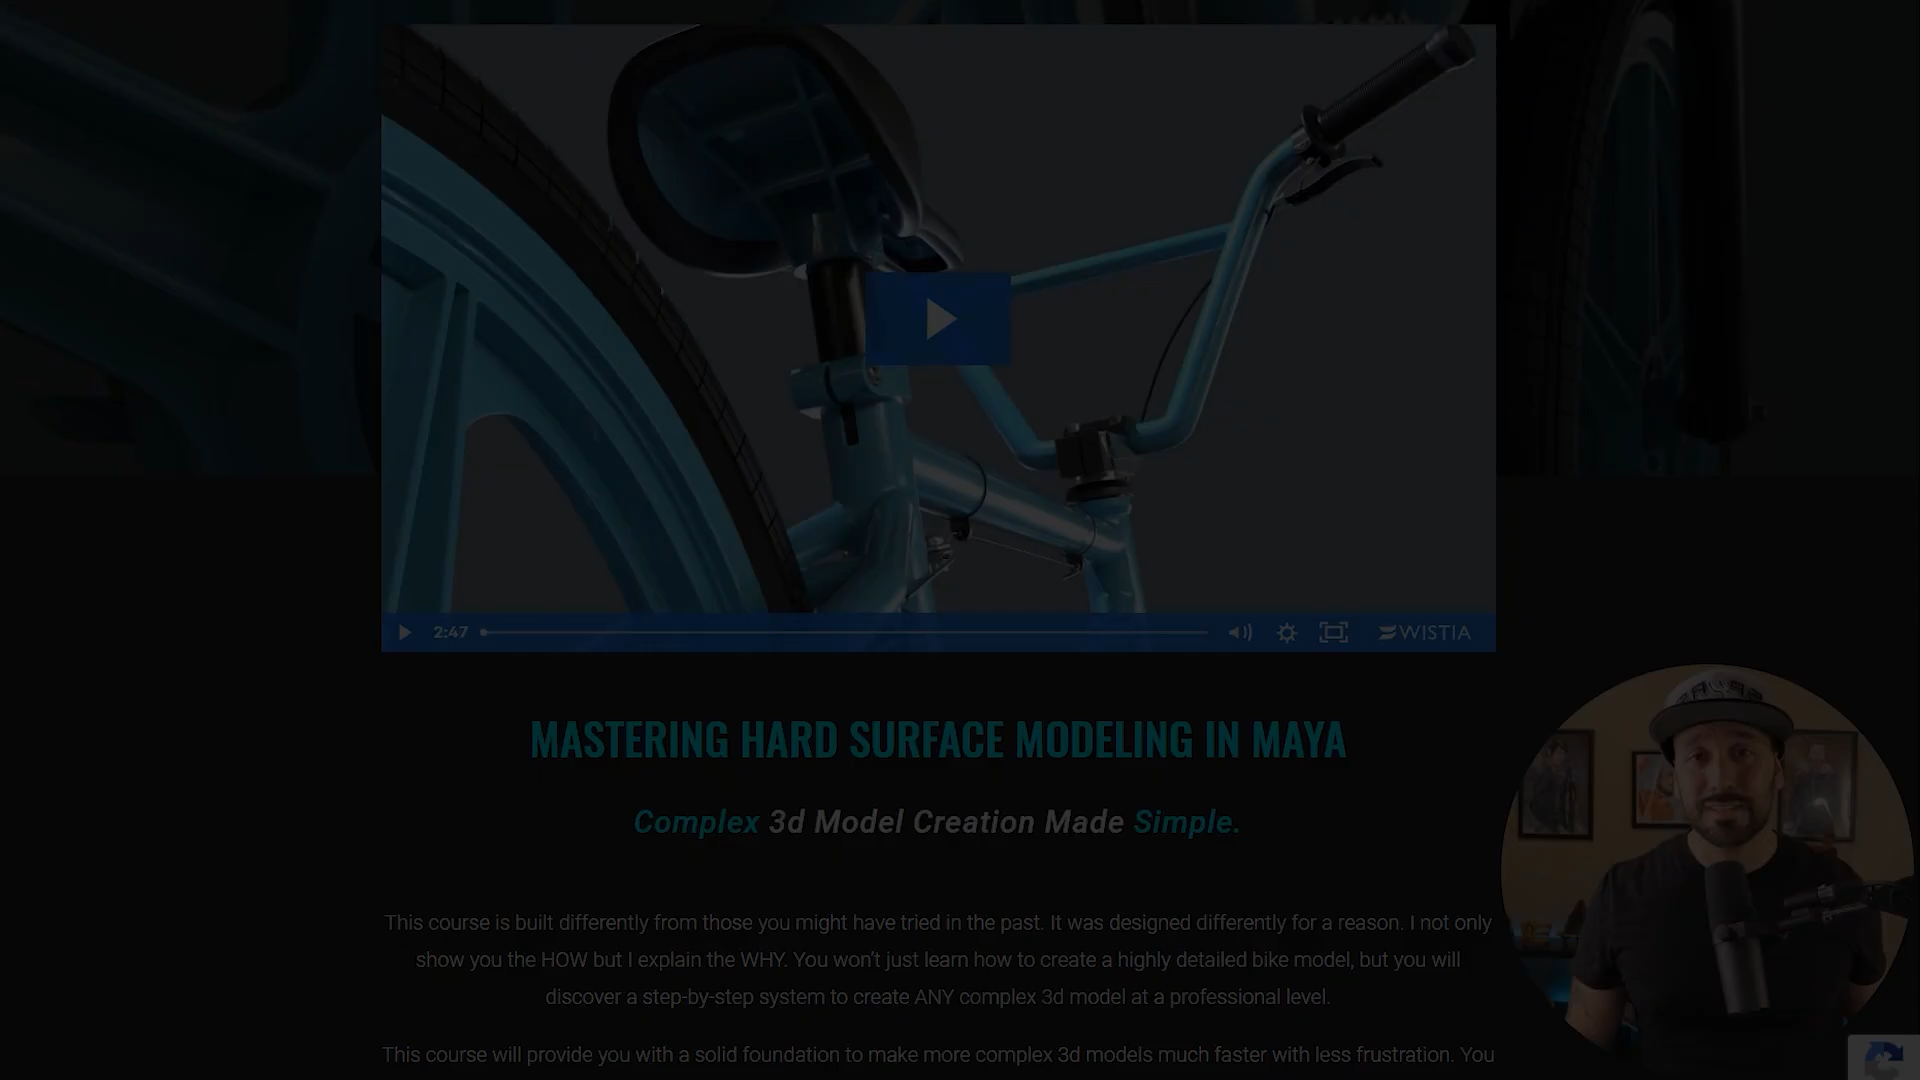 2:47
WISTIA
MASTERING HARD SURFACE MODELING IN MAYA
Complex 3d Model Creation Made Simple.
This course is built differently from those you might have tried in the past. It was designed differently for a reason. I not only
show you the HOW but I explain the WHY. You won't just learn how to create a highly detailed bike model, but you will
discover a step-by-step system to create ANY complex 3d model at a professional level.
This course will provide you with a solid foundation to make more complex 3d models much faster with less frustration. You